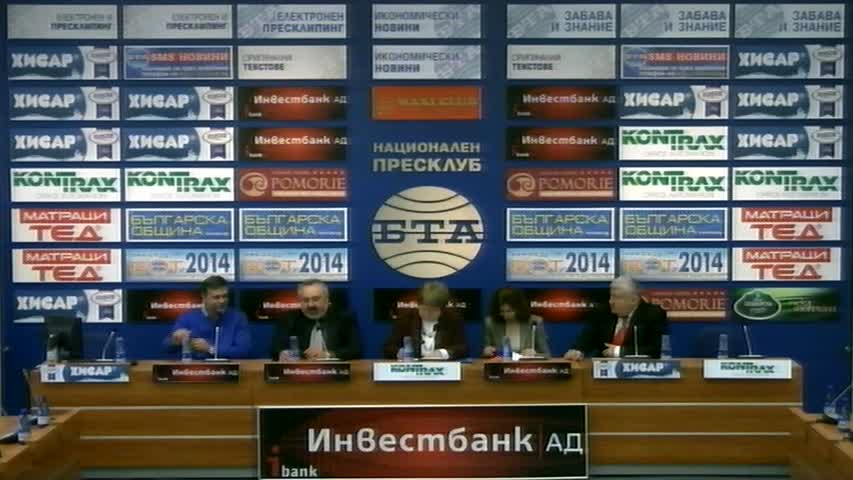 ЕЛЕКТРОНЕН И ПРЕСКЛИПИНГ
ЕЛЕКТРОНЕН И ПРЕСКЛИПИНГ
ЕЛЕКТРОНЕН И ПРЕСКЛИПИНГ
ИКОНОМИЧЕСКИ НОВИНИ
ЗАБАВА И ЗНАНИЕ
ЗАБАВА И ЗНАНИЕ
ЗАБАВА И ЗНАНИЕ
ХИСАР
SMS НОВИНИ
ОРИГИНАЛНИ ТЕКСТОВЕ
ИКОНОМИЧЕСКИ НОВИНИ
ОРИГИНАЛНИ ТЕКСТОВЕ
SMS НОВИНИ
ХИСАР
ХИСАР
ХИСАР
ИНВЕСТБАНК АД
ИНВЕСТБАНК АД
ХИСАР
ХИСАР
ХИСАР
ХИСАР
ИНВЕСТБАНК АД
НАЦИОНАЛЕН
ПРЕСКЛУБ
ИНВЕСТБАНК АД
KONTRAX
ХИСАР
KONTRAX
KONTRAX
POMORIE
БТА
POMORIE
KONTRAX
KONTRAX
МАТРАЦИ ТЕД
БЪЛГАРСКА ОБЩИНА
БЪЛГАРСКА ОБЩИНА
БЪЛГАРСКА ОБЩИНА
БЪЛГАРСКА ОБЩИНА
МАТРАЦИ ТЕД
МАТРАЦИ ТЕД
2014
2014
2014
2014
МАТРАЦИ ТЕД
ХИСАР
ИНВЕСТБАНК
POMORIE
ХИСАР
ИНВЕСТБАНК АД
ИНВЕСТБАНК АД
KONTRAX
ИНВЕСТБАНК АД
ХИСАР
KONTRAX
ИНВЕСТБАНК АД
ibank